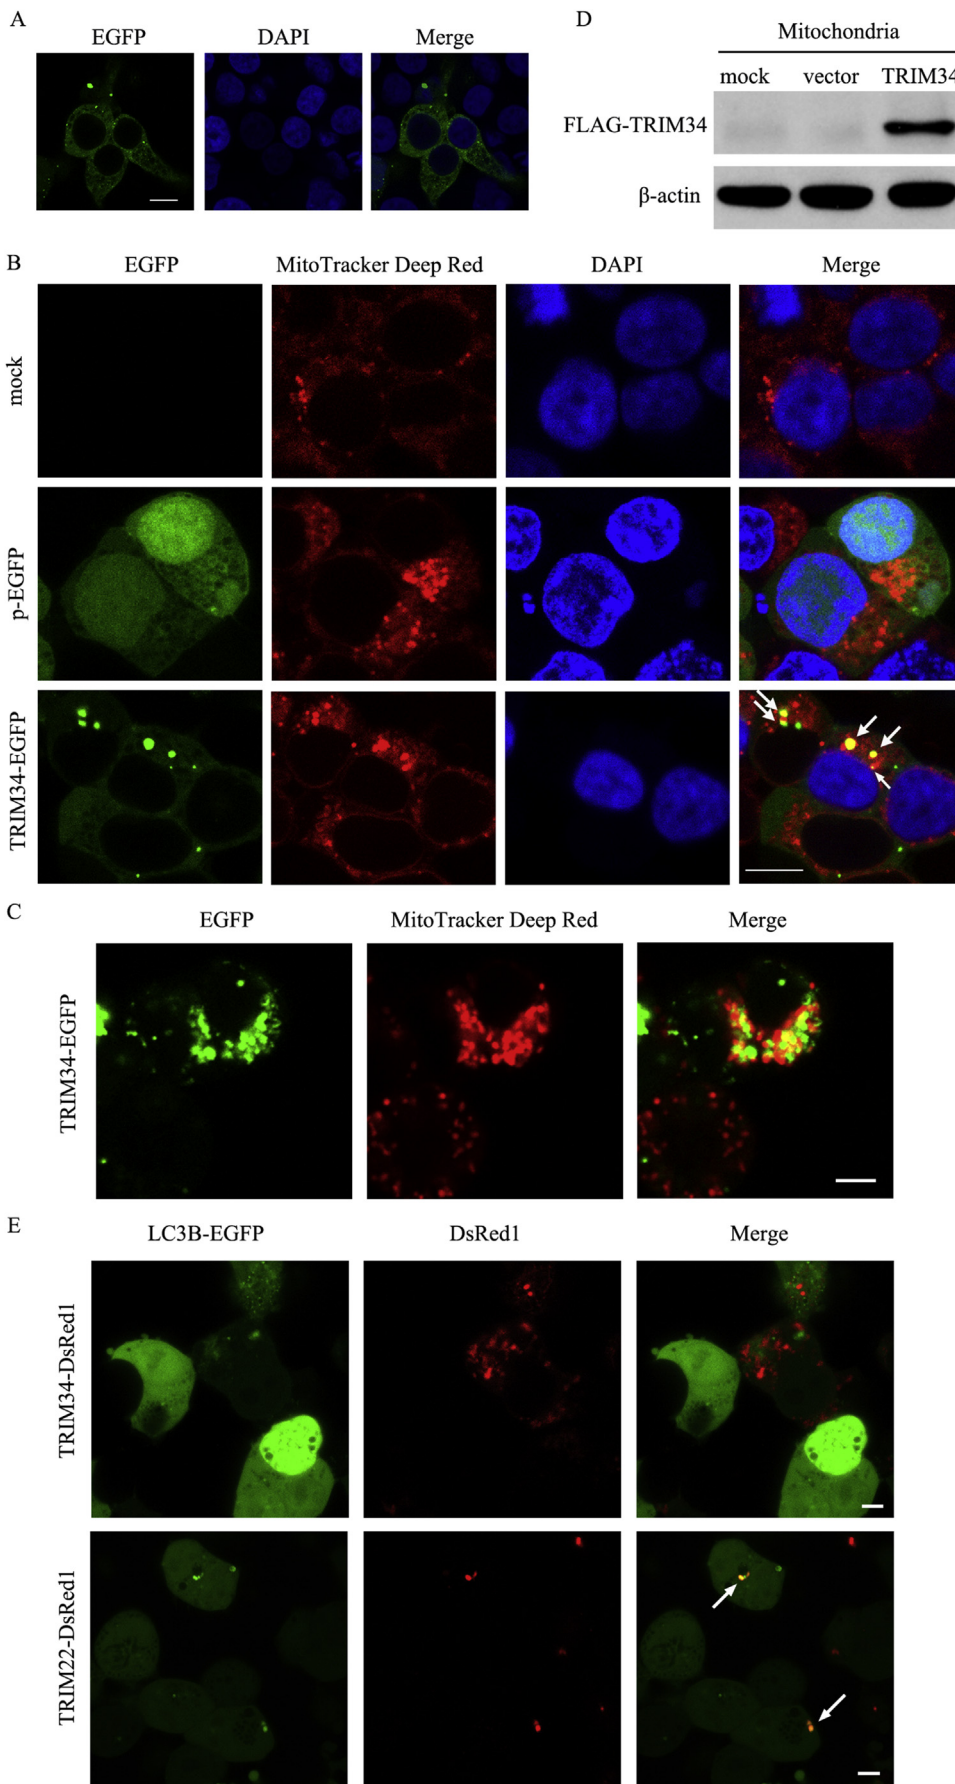 A
EGFP DAPI Merge
D
Mitochondria
mock vector TRIM34
FLAG-TRIM34
β-actin
B
EGFP MitoTracker Deep Red DAPI Merge
mock
p-EGFP
TRIM34-EGFP
C
EGFP MitoTracker Deep Red Merge
TRIM34-EGFP
E
LC3B-EGFP DsRed1 Merge
TRIM34-DsRed1
TRIM22-DsRed1